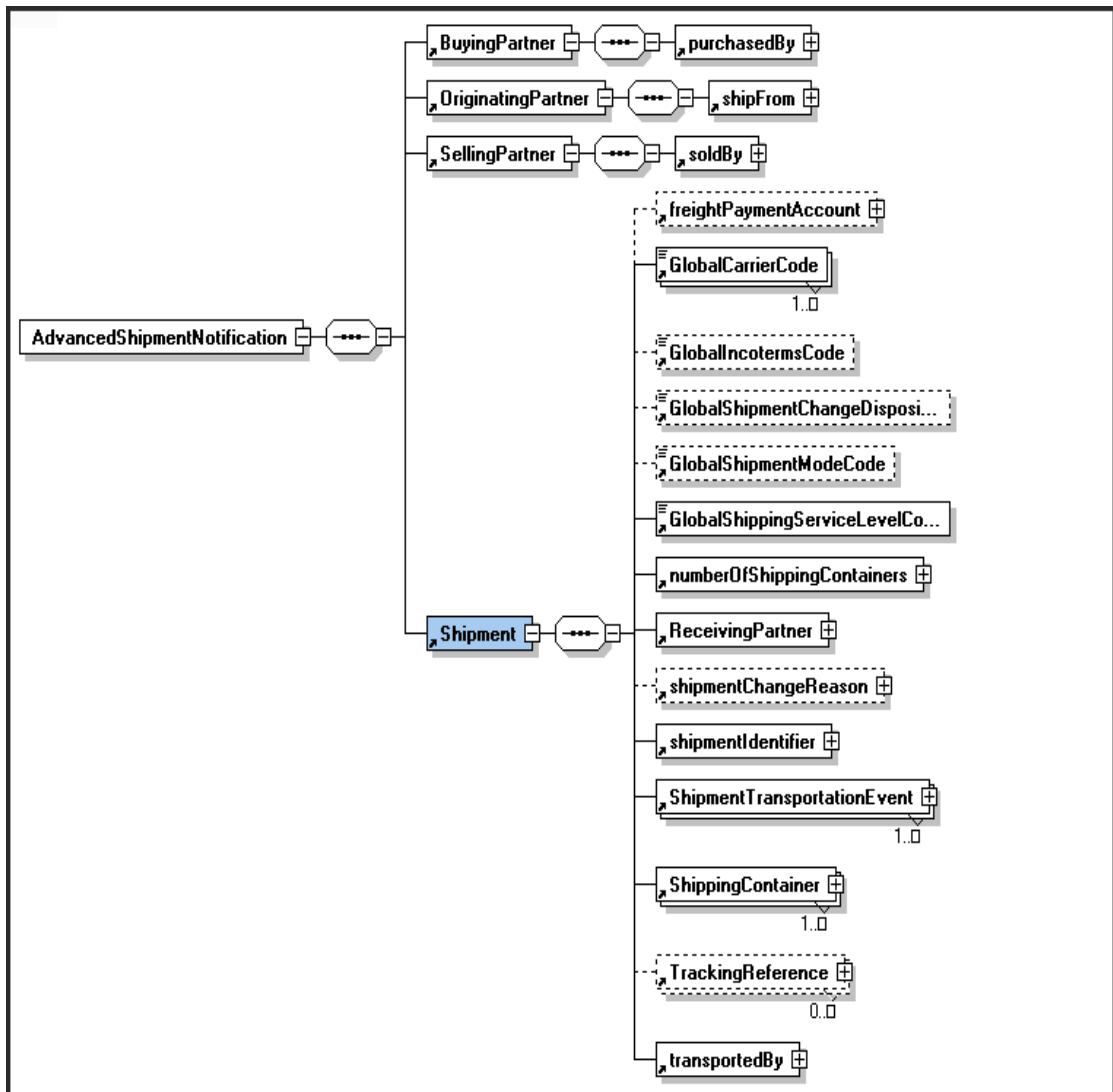 BuyingPartner
purchasedBy
OriginatingPartner
shipFrom
SellingPartner
soldBy
freightPaymentAccount
GlobalCarrierCode
1..□
AdvancedShipmentNotification
GlobalIncotermsCode
GlobalShipmentChangeDisposi...
GlobalShipmentModeCode
GlobalShippingServiceLevelCo...
numberOfShippingContainers
Shipment
ReceivingPartner
shipmentChangeReason
shipmentIdentifier
ShipmentTransportationEvent
1..□
ShippingContainer
1..□
TrackingReference
0..□
transportedBy